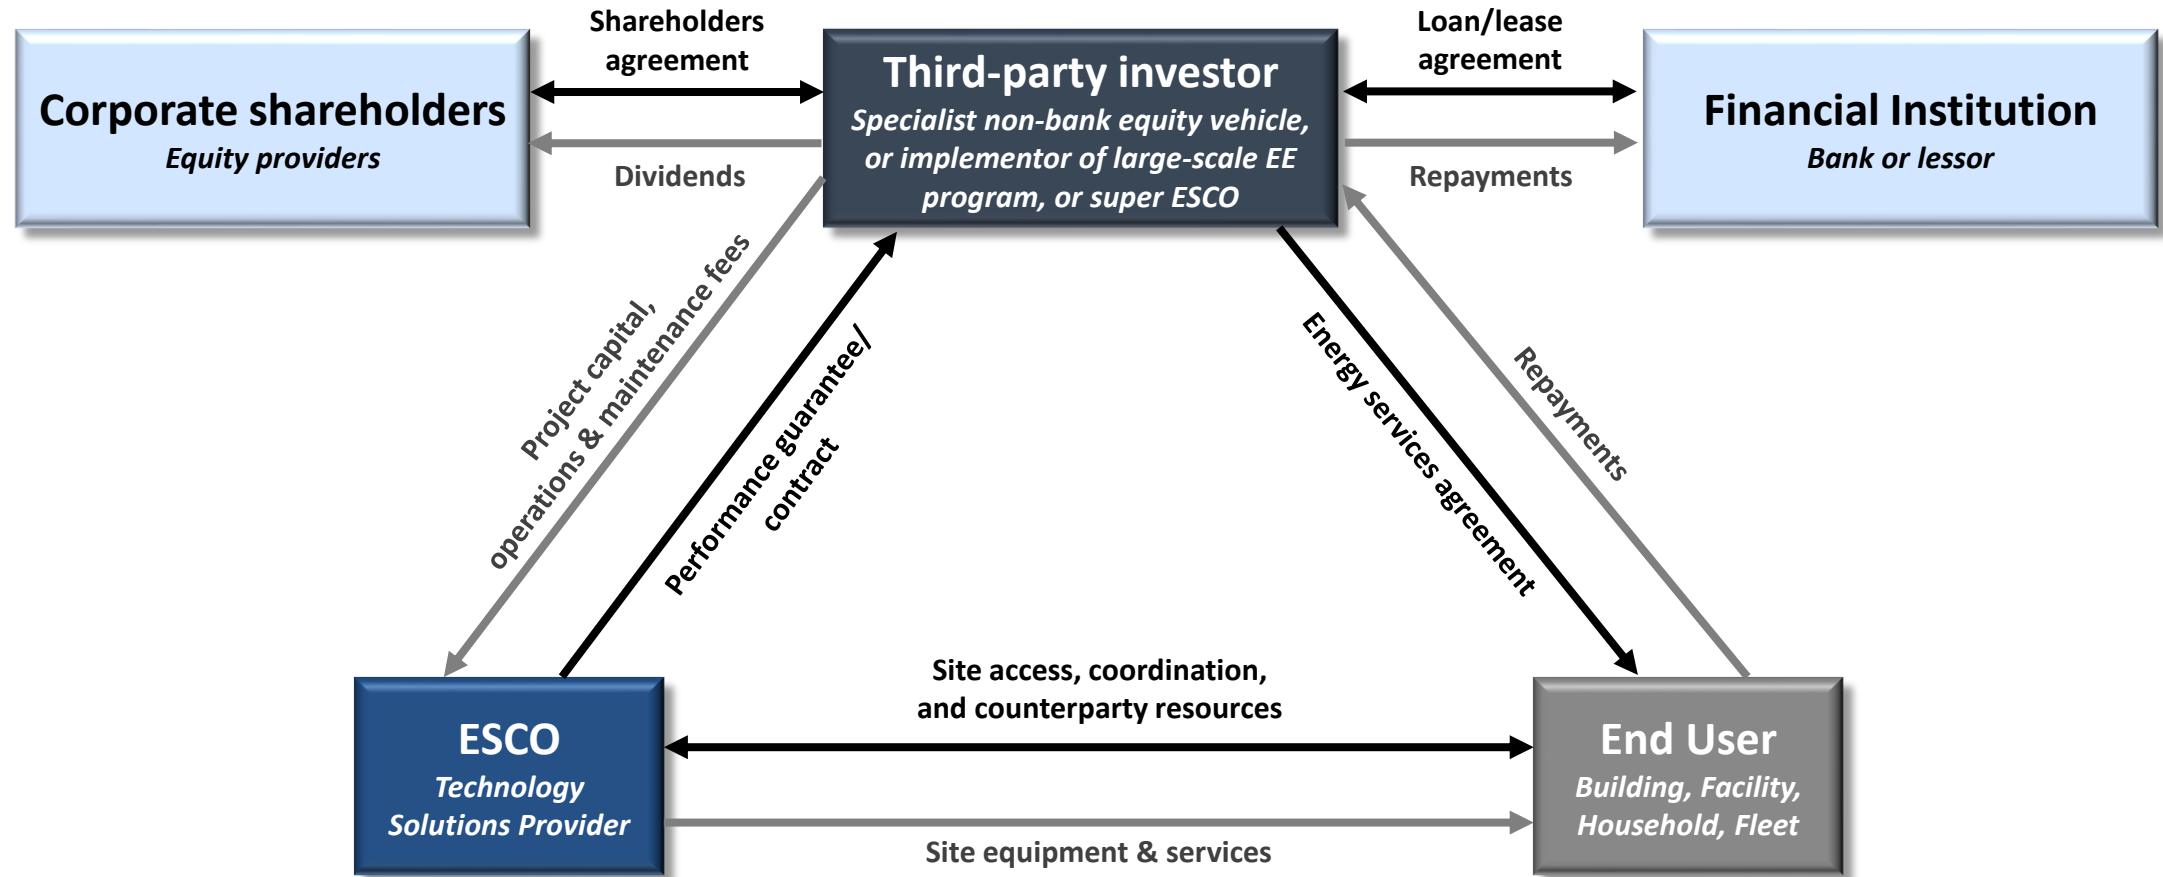 Shareholders
agreement
Loan/lease
agreement
Corporate shareholders
Equity providers
Third-party investor
Specialist non-bank equity vehicle,
or implementor of large-scale EE
program, or super ESCO
Financial Institution
Bank or lessor
Dividends
Repayments
Project capital,
operations & maintenance fees
Performance guarantee/
contract
Energy services agreement
Repayments
Site access, coordination,
and counterparty resources
ESCO
Technology
Solutions Provider
End User
Building, Facility,
Household, Fleet
Site equipment & services